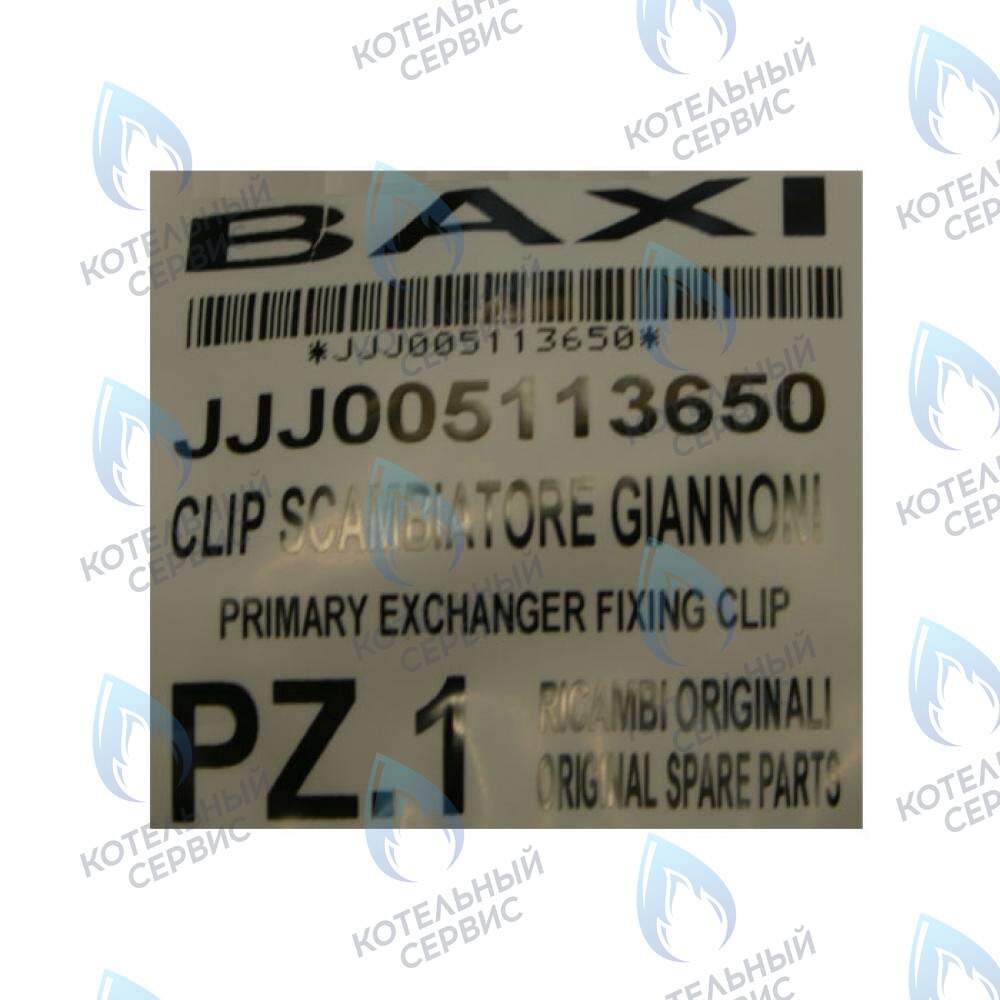 BAXI
*JJJ005113650*
JJJ005113650
CLIP SCAMBIATORE GIANNONI
PRIMARY EXCHANGER FIXING CLIP
PZ.1
RICAMBI ORIGINALI
ORIGINAL SPARE PARTS
КОТЕЛЬНЫЙ
СЕРВИС